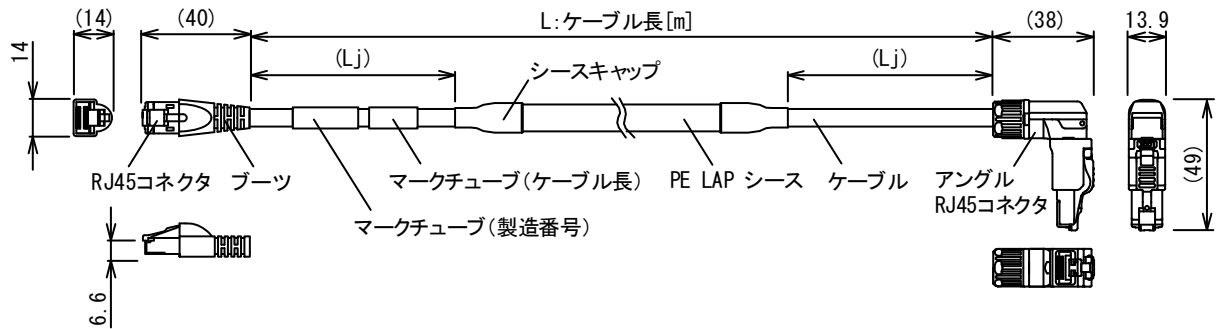 (14)
(40)
L:ケーブル長[m]
(38)
13.9
14
(Lj)
(Lj)
シースキャップ
(49)
RJ45コネクタ
ブーツ
マークチューブ(ケーブル長)
PE LAP シース
ケーブル
アングル
RJ45コネクタ
マークチューブ(製造番号)
6.6